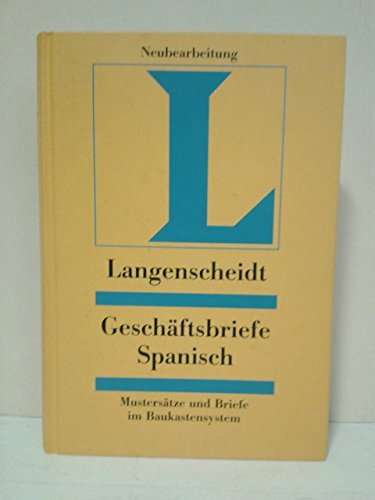 Neubearbeitung
L
Langenscheidt
Geschäftsbriefe
Spanisch
Mustersätze und Briefe
im Baukastensystem